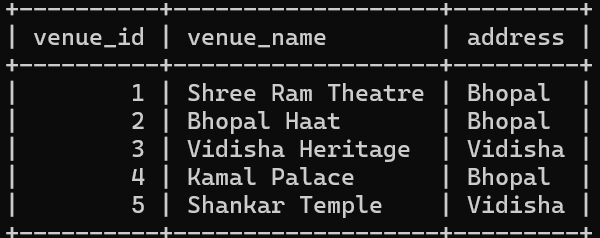 +----------+--------------------+---------+
| venue_id | venue_name         | address |
+----------+--------------------+---------+
|        1 | Shree Ram Theatre  | Bhopal  |
|        2 | Bhopal Haat        | Bhopal  |
|        3 | Vidisha Heritage   | Vidisha |
|        4 | Kamal Palace       | Bhopal  |
|        5 | Shankar Temple     | Vidisha |
+----------+--------------------+---------+